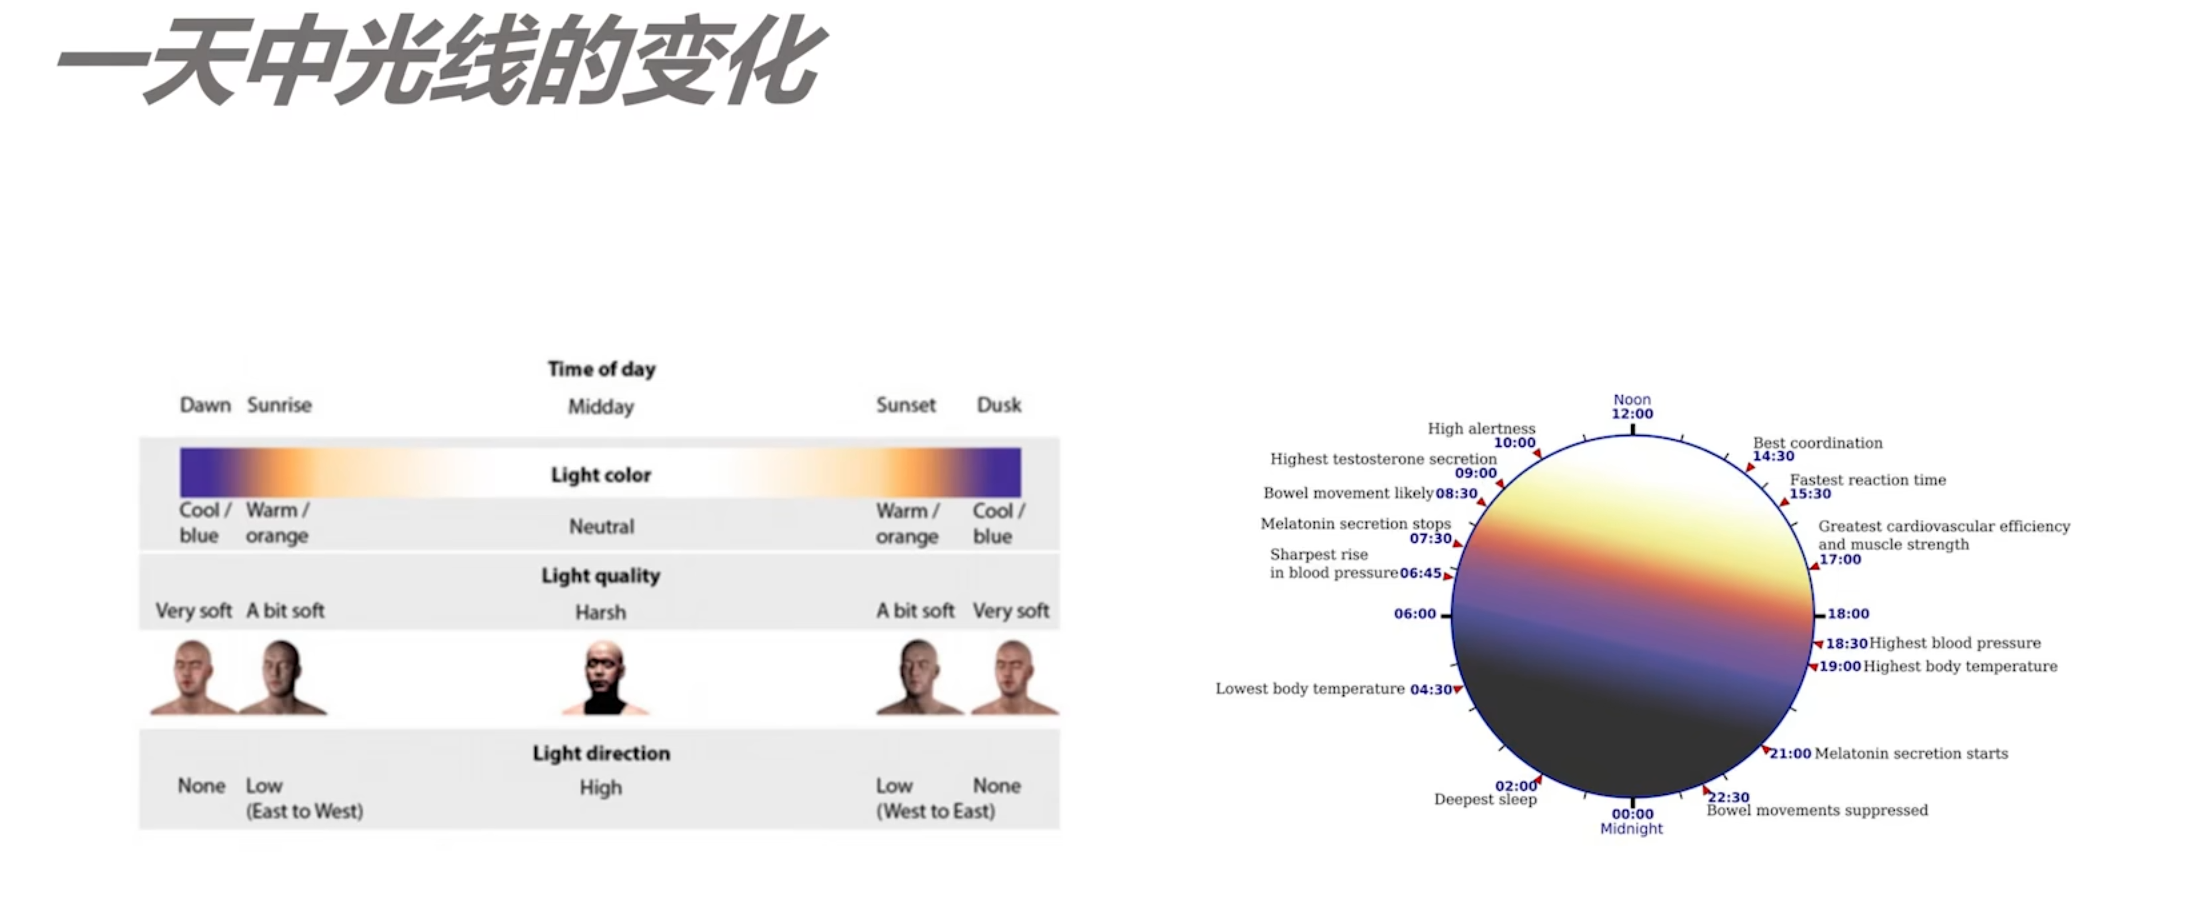 一天中光线的变化
Time of day
Dawn Sunrise Midday Sunset Dusk
Light color
Cool / Warm / Neutral Warm / Cool /
blue orange orange blue
Light quality
Very soft A bit soft Harsh A bit soft Very soft
Light direction
None Low High Low None
(East to West) (West to East)
Noon
12:00
High alertness
10:00
Highest testosterone secretion
09:00
Bowel movement likely 08:30
Melatonin secretion stops
07:30
Sharpest rise
in blood pressure 06:45
06:00
Lowest body temperature 04:30
02:00
Deepest sleep
00:00
Midnight
Best coordination
14:30
Fastest reaction time
15:30
Greatest cardiovascular efficiency
and muscle strength
17:00
18:00
18:30 Highest blood pressure
19:00 Highest body temperature
21:00 Melatonin secretion starts
22:30
Bowel movements suppressed